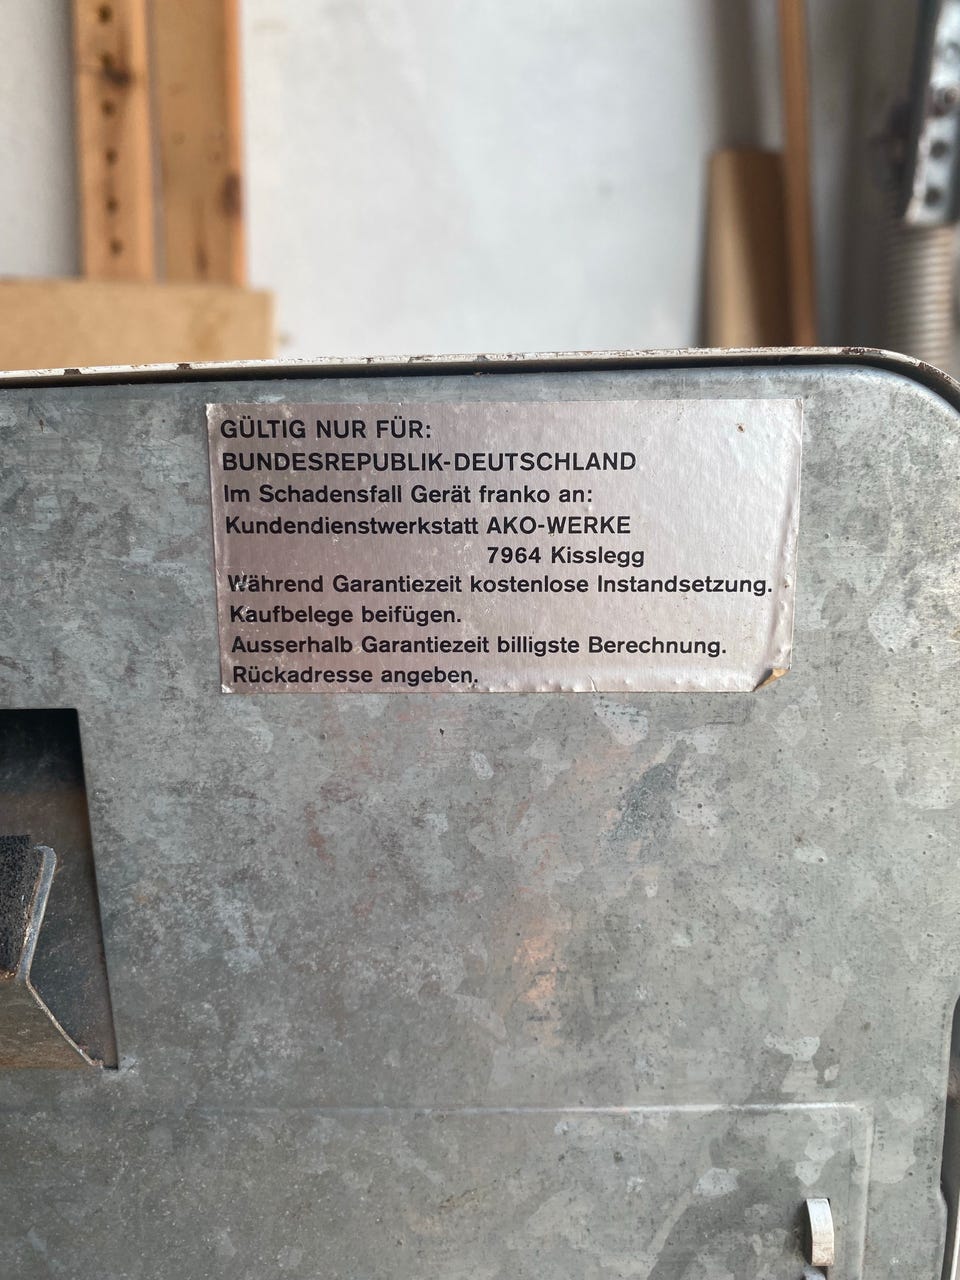 GÜLTIG NUR FÜR:
BUNDESREPUBLIK-DEUTSCHLAND
Im Schadensfall Gerät franko an:
Kundendienstwerkstatt AKO-WERKE
7964 Kisslegg
Während Garantiezeit kostenlose Instandsetzung.
Kaufbelege beifügen.
Ausserhalb Garantiezeit billigste Berechnung.
Rückadresse angeben.